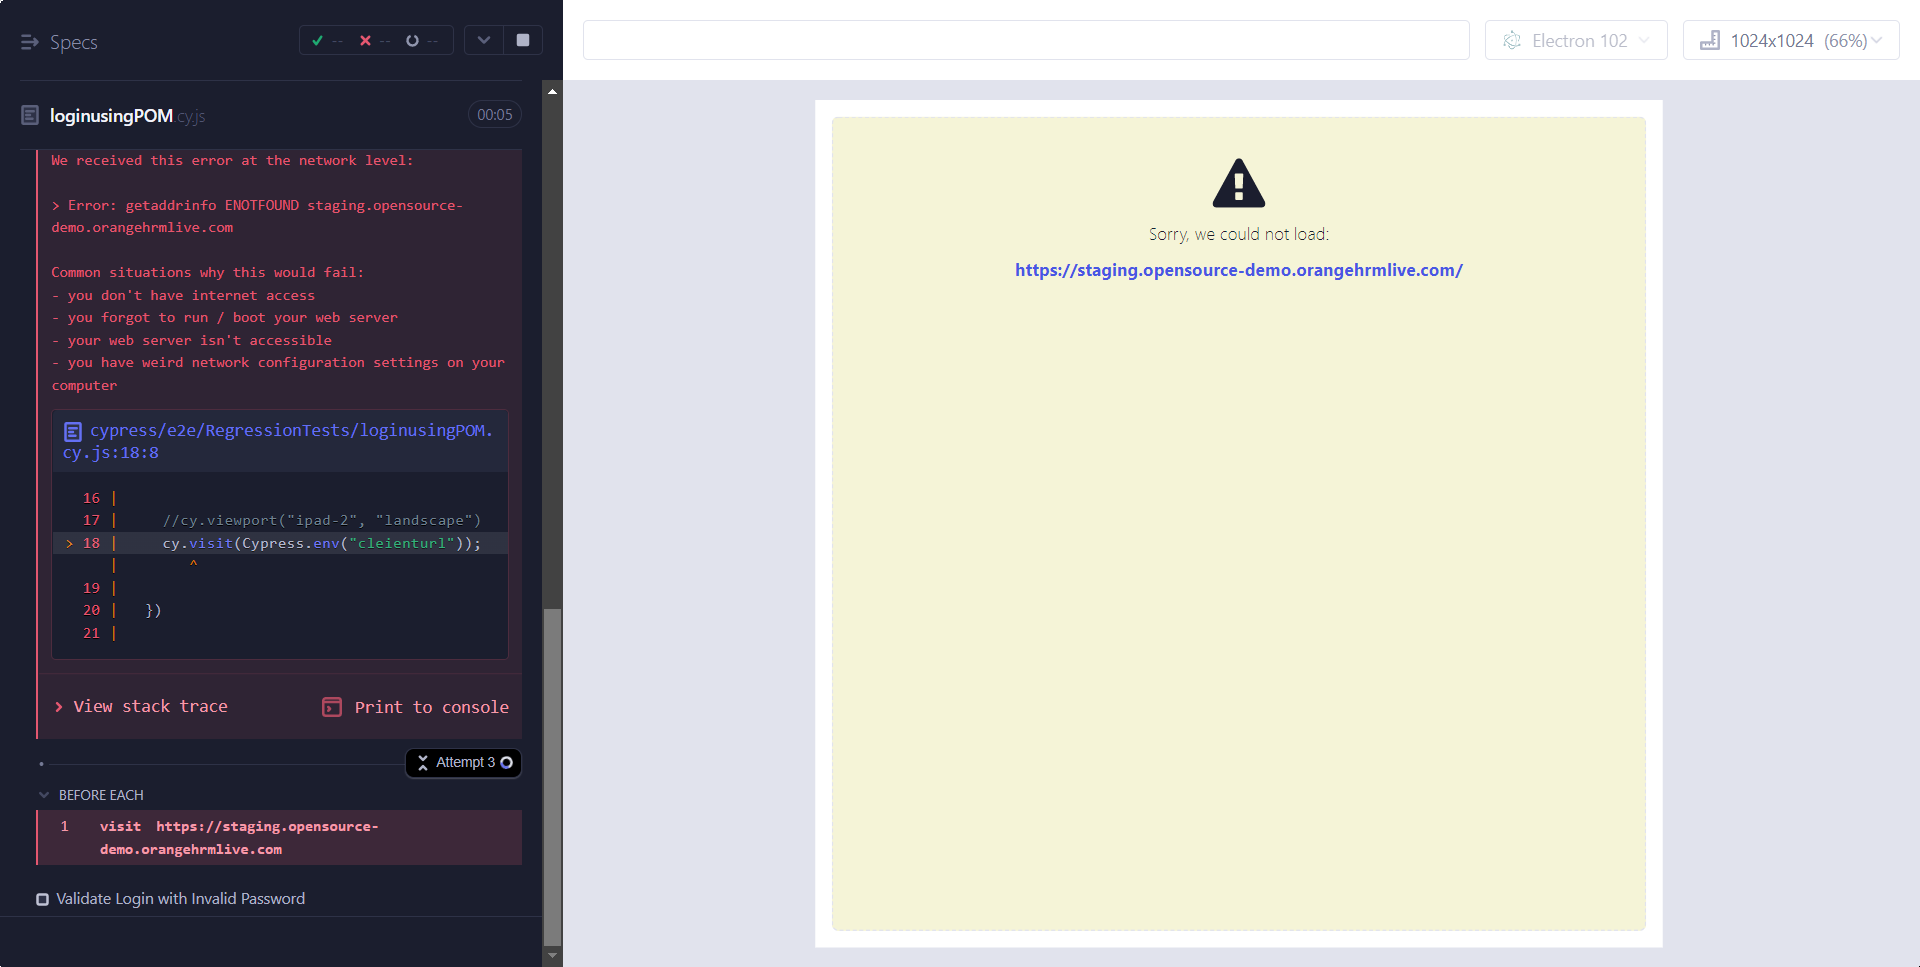 Specs
-- -- --
loginusingPOM.cy.js
00:05
We received this error at the network level:
> Error: getaddrinfo ENOTFOUND staging.opensource-
demo.orangehrmlive.com
Common situations why this would fail:
- you don't have internet access
- you forgot to run / boot your web server
- your web server isn't accessible
- you have weird network configuration settings on your
computer
cypress/e2e/RegressionTests/loginusingPOM.
cy.js:18:8
16 |
17 | //cy.viewport("ipad-2", "landscape")
> 18 | cy.visit(Cypress.env("cleienturl"));
| ^
19 |
20 | })
21 |
> View stack trace
Print to console
Attempt 3
BEFORE EACH
1 visit https://staging.opensource-
demo.orangehrmlive.com
Validate Login with Invalid Password
Electron 102
1024x1024 (66%)
Sorry, we could not load:
https://staging.opensource-demo.orangehrmlive.com/